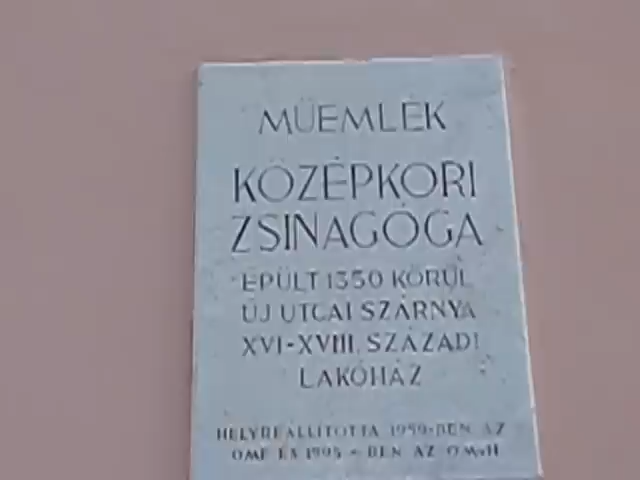 MŰEMLÉK
KÖZÉPKORI
ZSINAGÓGA
ÉPÜLT 1350 KÖRÜL
ÚJ UTCAI SZÁRNYA
XVI-XVIII. SZÁZADI
LAKÓHÁZ
HELYREÁLLÍTOTTA 1959-BEN AZ
OMF ÉS 1995-BEN AZ OMvH